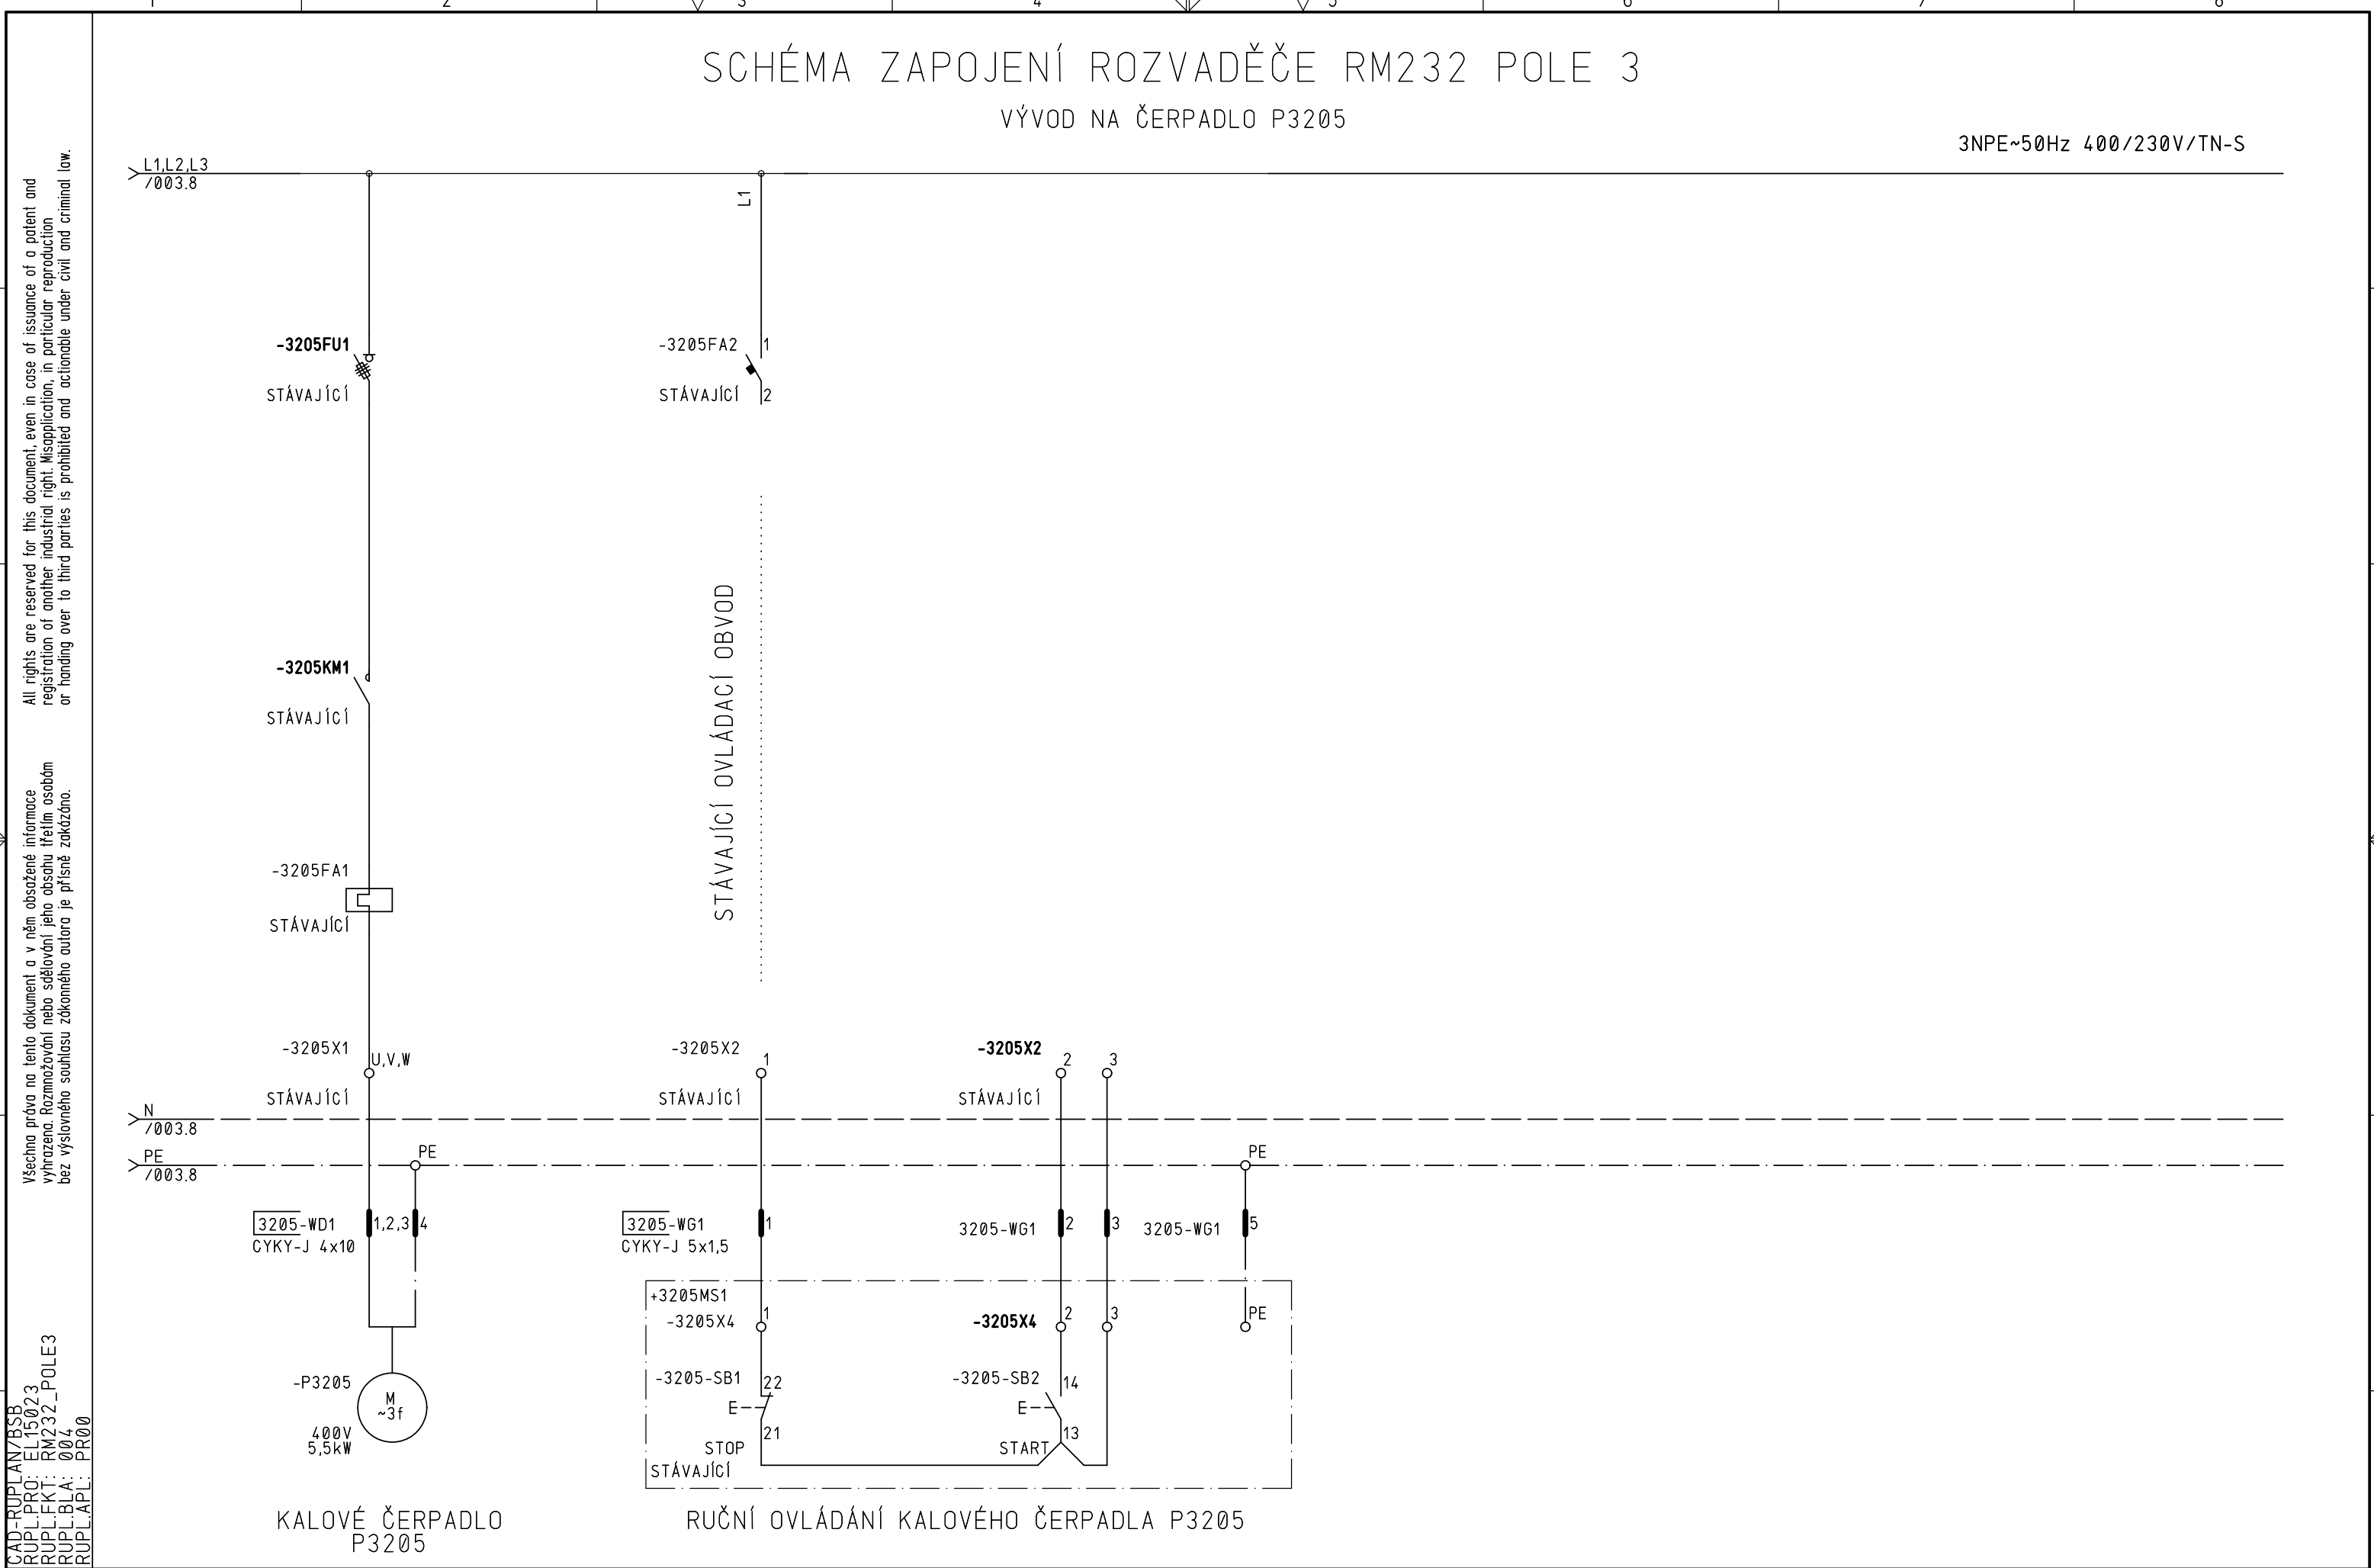 1 2 3 4 5 6 7 8
SCHÉMA ZAPOJENÍ ROZVADĚČE RM232 POLE 3
VÝVOD NA ČERPADLO P3205
3NPE~50Hz 400/230V/TN-S
L1,L2,L3
/003.8
L1
-3205FU1
STÁVAJÍCÍ
-3205FA2
1
STÁVAJÍCÍ
2
-3205KM1
STÁVAJÍCÍ
STÁVAJÍCÍ OVLÁDACÍ OBVOD
-3205FA1
STÁVAJÍCÍ
-3205X1
U,V,W
STÁVAJÍCÍ
-3205X2
1
STÁVAJÍCÍ
-3205X2
2
3
STÁVAJÍCÍ
N
/003.8
PE
/003.8
PE
PE
3205-WD1
1,2,3
4
CYKY-J 4x10
3205-WG1
1
CYKY-J 5x1,5
3205-WG1
2
3
3205-WG1
5
+3205MS1
-3205X4
1
-3205X4
2
3
PE
-P3205
M
~3f
400V
5,5kW
-3205-SB1
22
E
21
STOP
STÁVAJÍCÍ
-3205-SB2
14
E
13
START
KALOVÉ ČERPADLO
P3205
RUČNÍ OVLÁDÁNÍ KALOVÉHO ČERPADLA P3205
All rights are reserved for this document, even in case of issuance of a patent and
registration of another industrial right. Misapplication, in particular reproduction
or handing over to third parties is prohibited and actionable under civil and criminal law.
Všechna práva na tento dokument a v něm obsažené informace
vyhrazena. Rozmnožování nebo sdělování jeho obsahu třetím osobám
bez výslovného souhlasu zákonného autora je přísně zakázáno.
CAD-RUPLAN/BSB
RUPL.PRO: EL15023
RUPL.FKT: RM232_POLE3
RUPL.BLA: 004
RUPL.APL: PR00